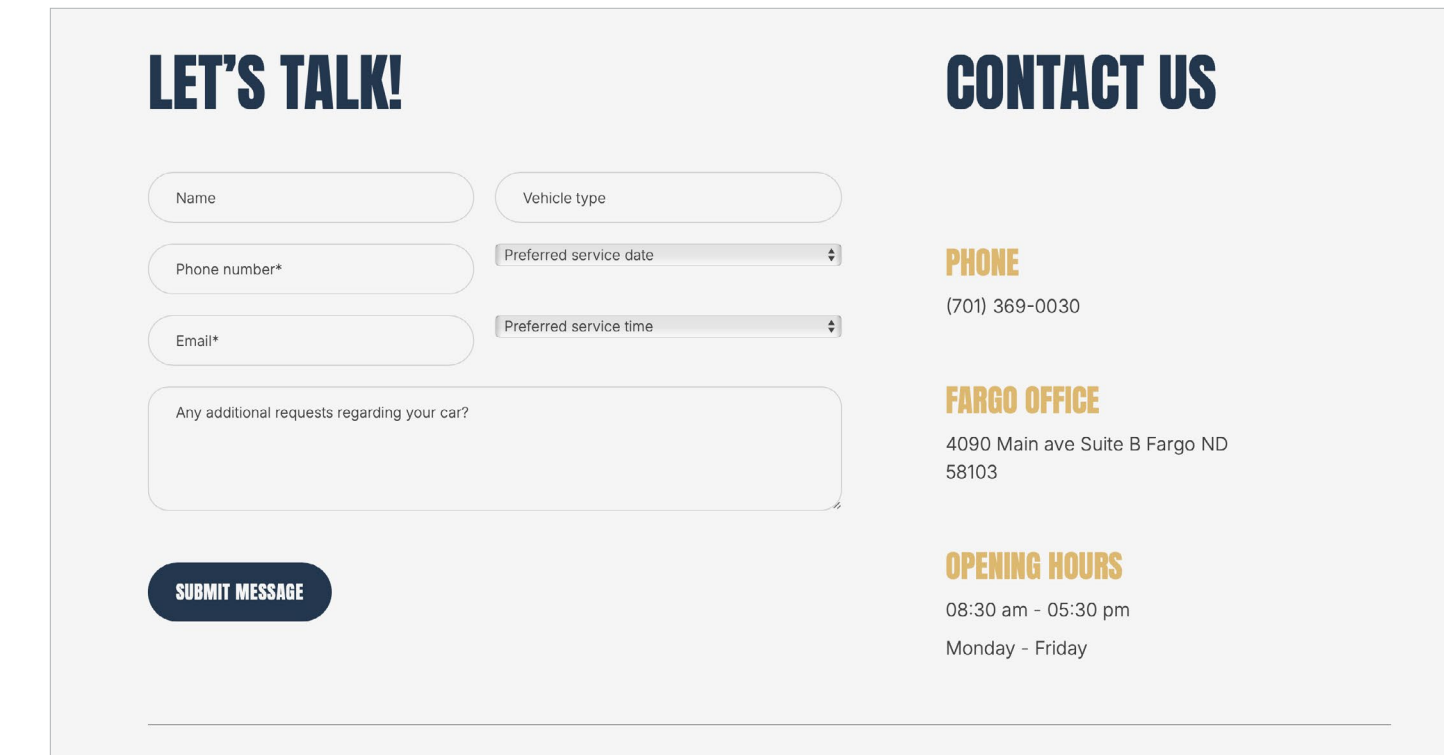 LET’S TALK!
Name
Vehicle type
Phone number*
Preferred service date
Email*
Preferred service time
Any additional requests regarding your car?
SUBMIT MESSAGE
CONTACT US
PHONE
(701) 369-0030
FARGO OFFICE
4090 Main ave Suite B Fargo ND
58103
OPENING HOURS
08:30 am - 05:30 pm
Monday - Friday